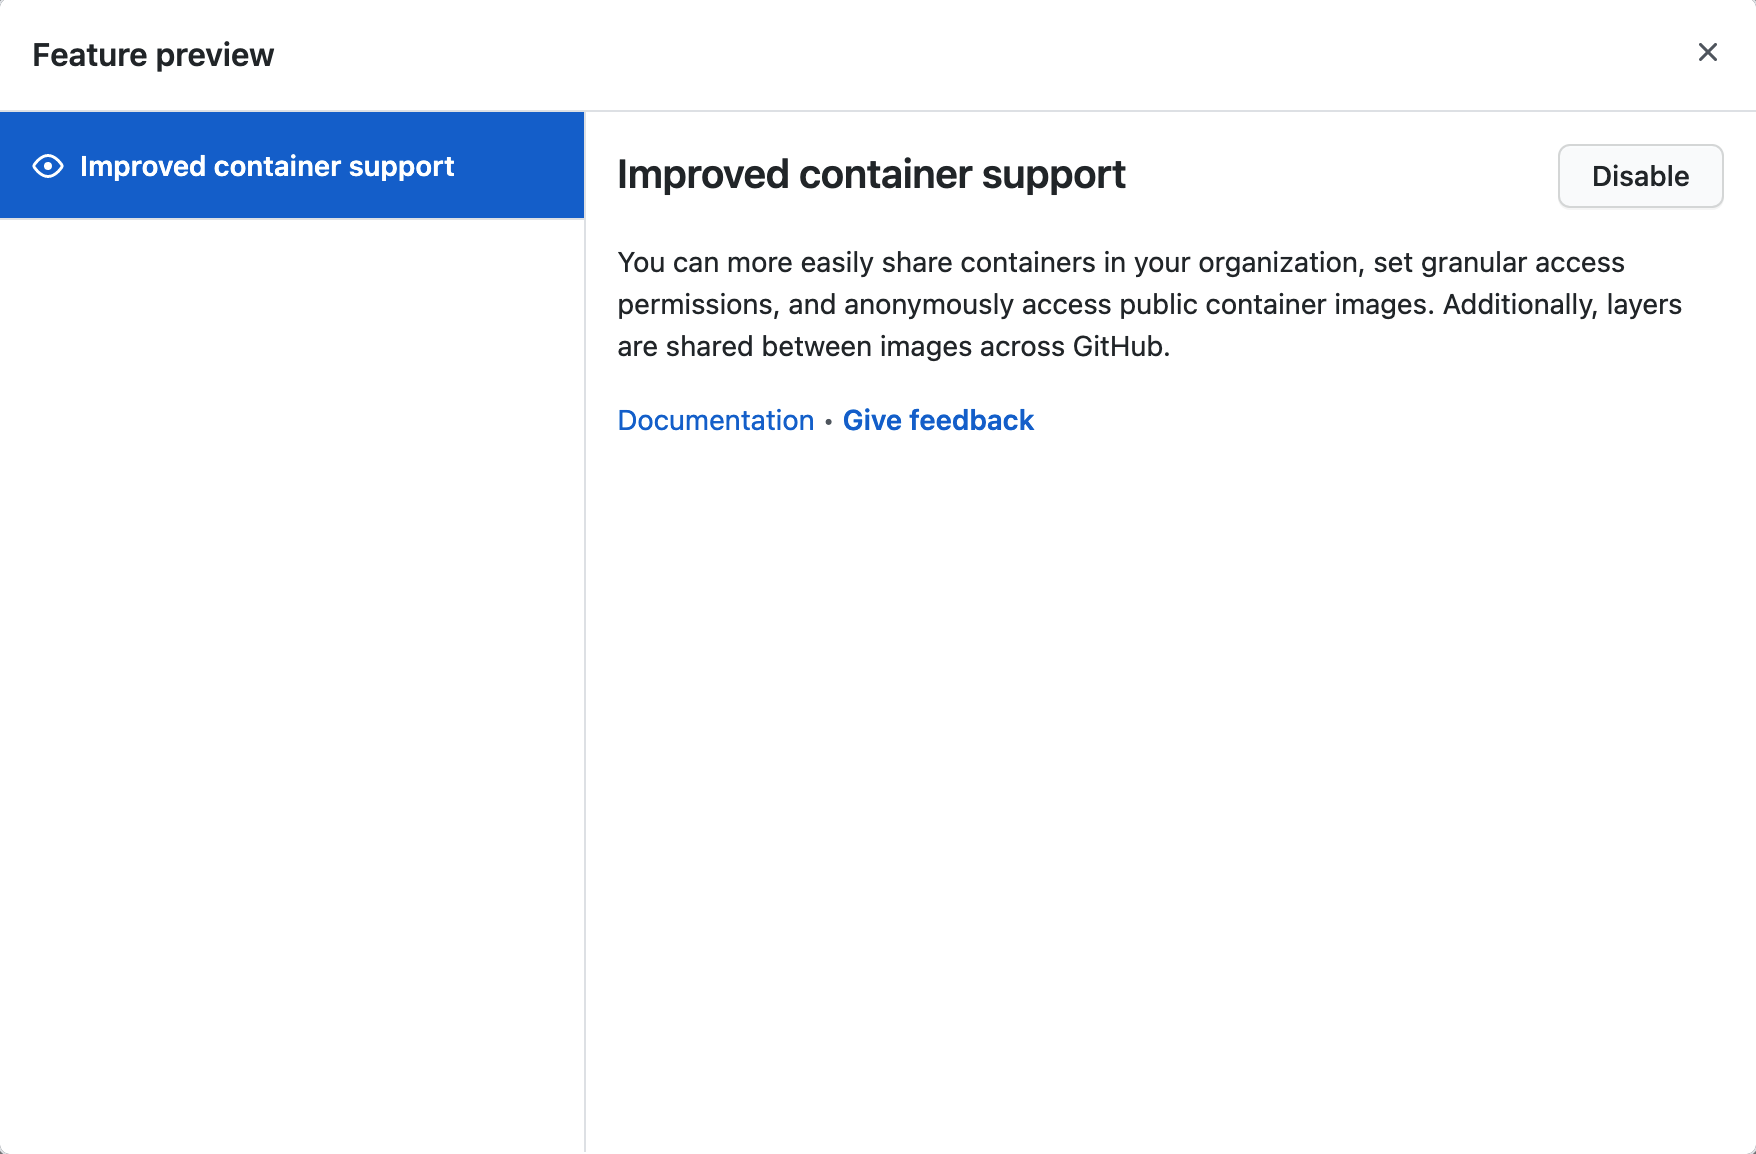 Feature preview
Improved container support
Improved container support
Disable
You can more easily share containers in your organization, set granular access
permissions, and anonymously access public container images. Additionally, layers
are shared between images across GitHub.
Documentation • Give feedback